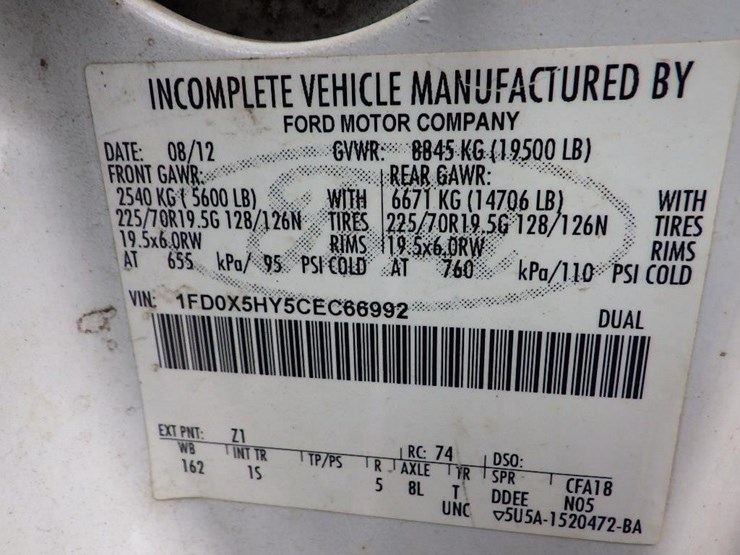 INCOMPLETE VEHICLE MANUFACTURED BY
FORD MOTOR COMPANY
DATE: 08/12 GVWR: 8845 KG (19500 LB)
FRONT GAWR: REAR GAWR:
2540 KG ( 5600 LB) WITH 6671 KG (14706 LB) WITH
225/70R19.5G 128/126N TIRES 225/70R19.5G 128/126N TIRES
19.5x6.0RW RIMS 19.5x6.0RW RIMS
AT 655 kPa/ 95 PSI COLD AT 760 kPa/110 PSI COLD
VIN: 1FD0X5HY5CEC66992 DUAL
EXT PNT: Z1 RC: 74 DSO:
WB INT TR TP/PS R AXLE TR SPR CFA18
162 1S 5 8L T DDEE N05
UNC ▽5U5A-1520472-BA